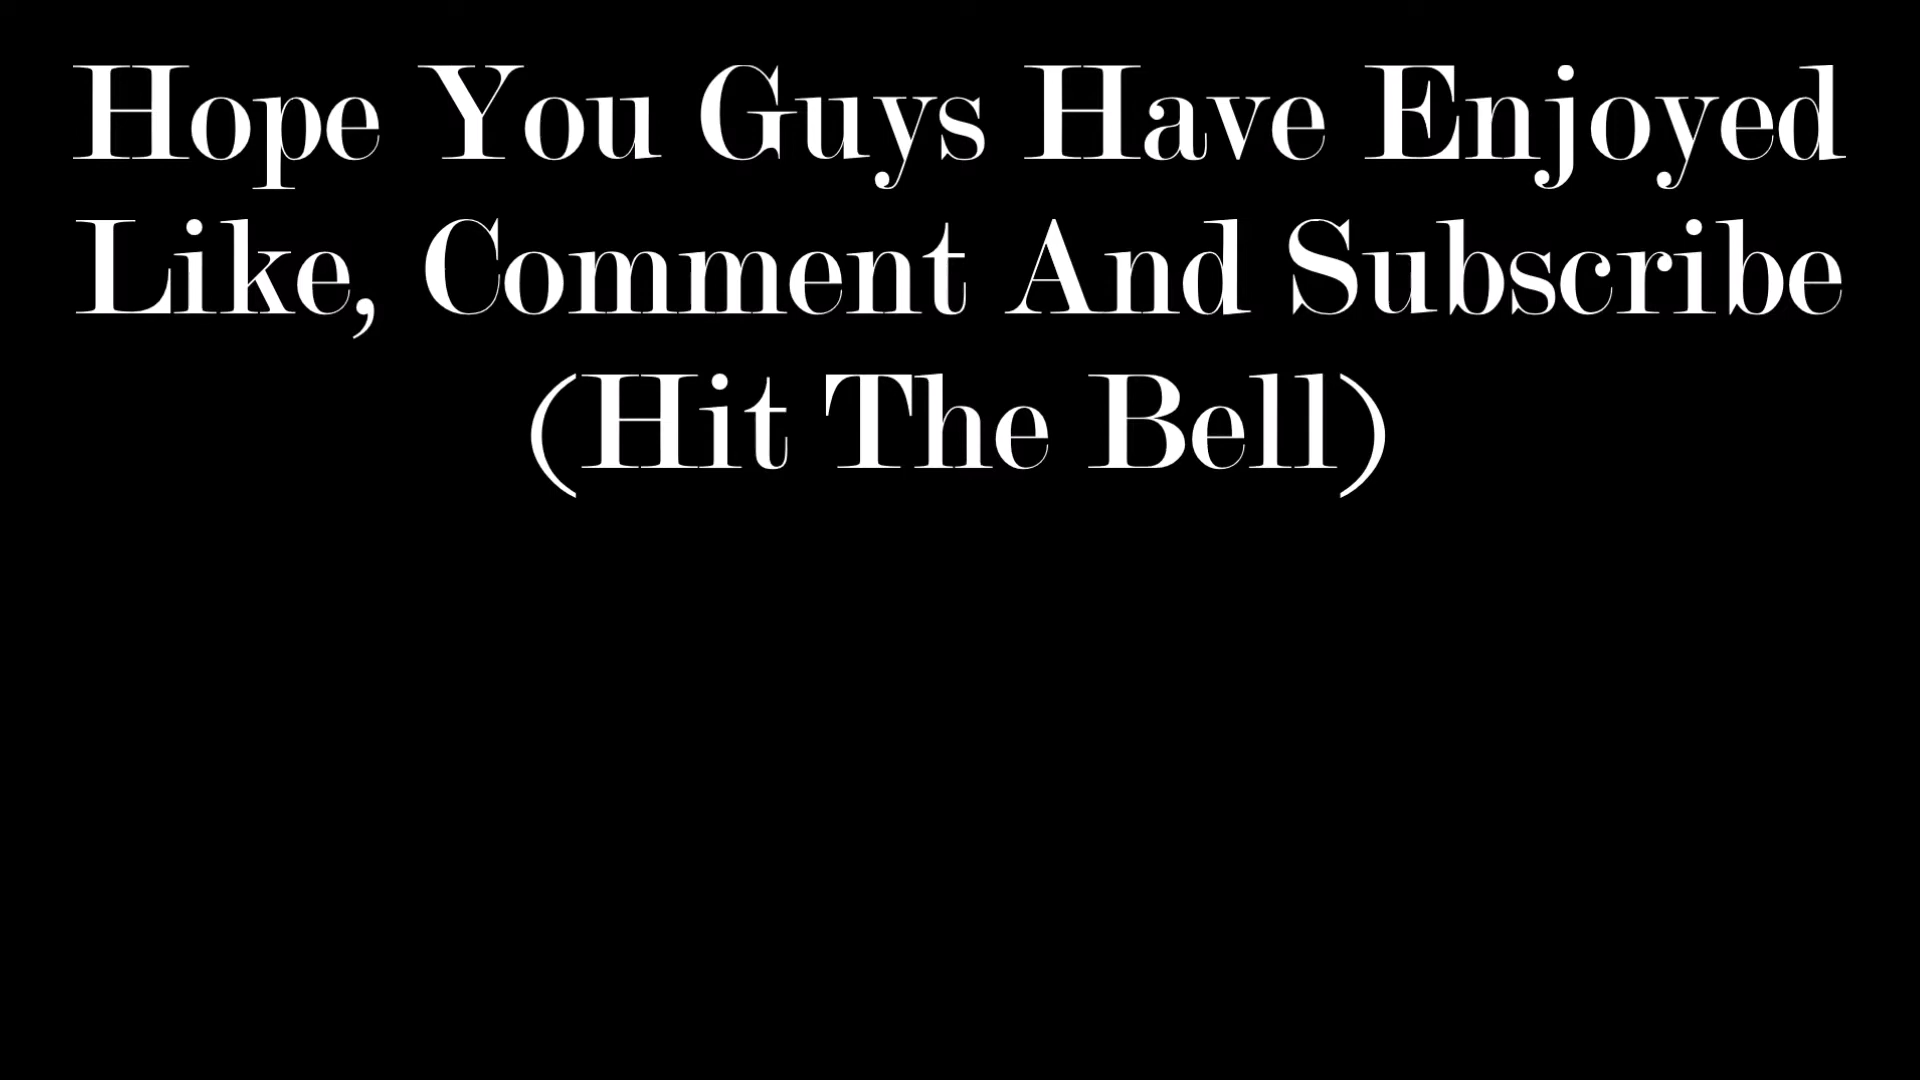 Hope You Guys Have Enjoyed
Like, Comment And Subscribe
(Hit The Bell)